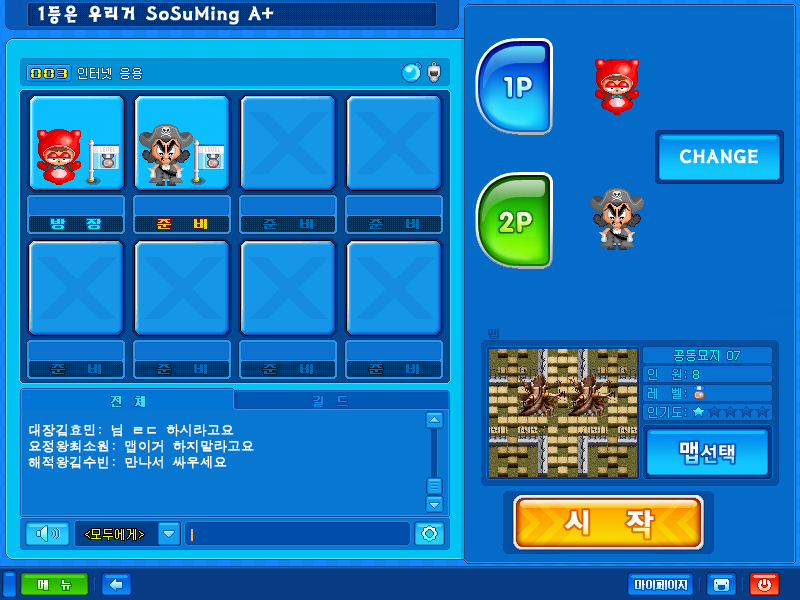 1등은 우리거 SoSuMing A+
003 인터넷 응용
LEVEL
LEVEL
방 장
준 비
준 비
준 비
준 비
준 비
준 비
준 비
전 체
길 드
대장김효민: 님 ㄹㄷ 하시라고요
요정왕최소원: 맵이거 하지말라고요
해적왕김수빈: 만나서 싸우세요
<모두에게>
1P
CHANGE
2P
맵
공동묘지 07
인 원: 8
레 벨:
인기도:
맵선택
시 작
메 뉴
마이페이지